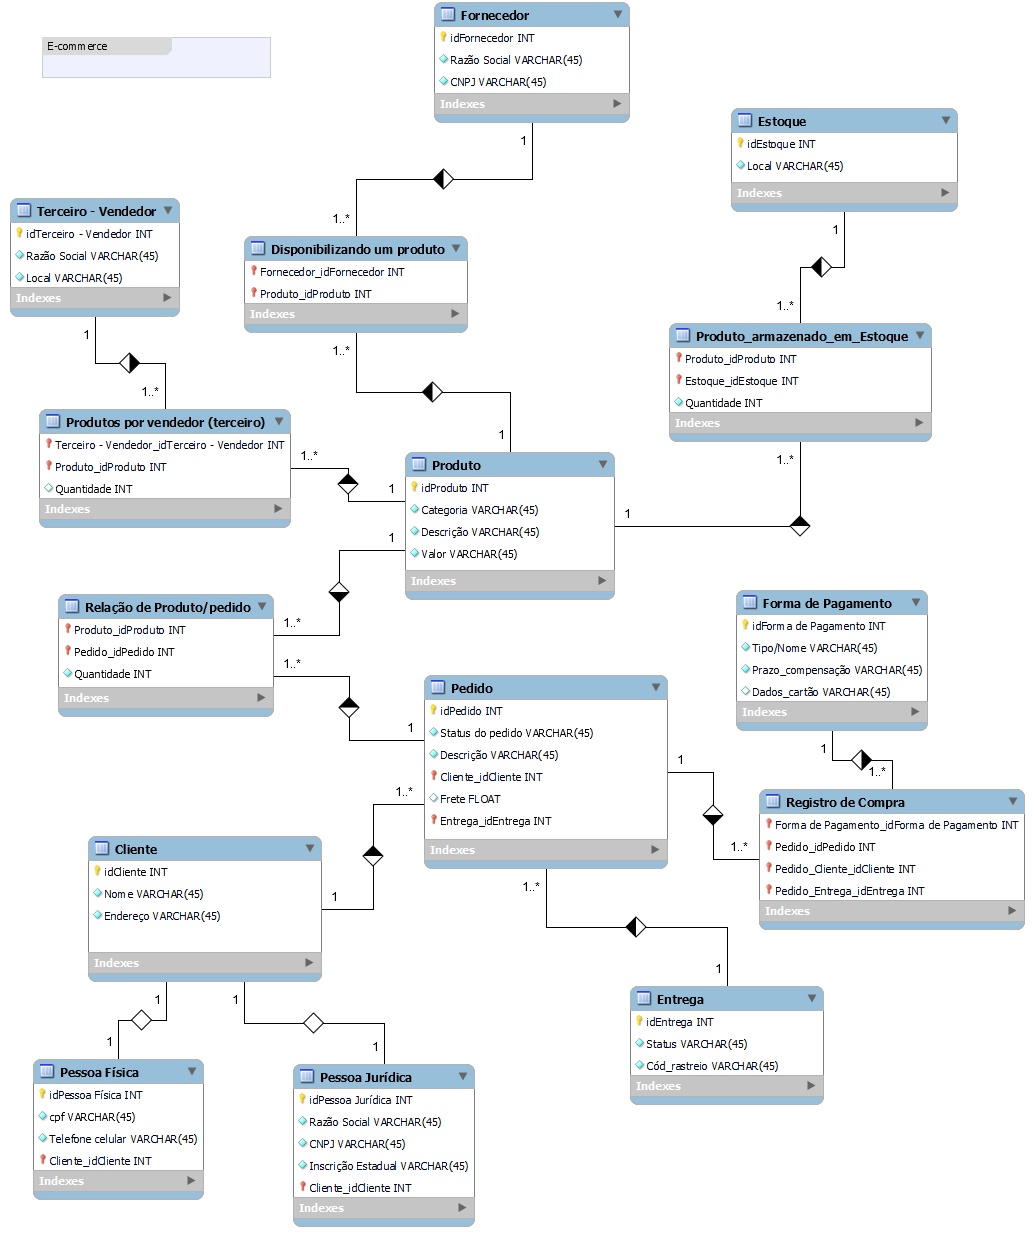 E-commerce
Fornecedor
idFornecedor INT
Razão Social VARCHAR(45)
CNPJ VARCHAR(45)
Indexes
1
1..*
Estoque
idEstoque INT
Local VARCHAR(45)
Indexes
1
1..*
Terceiro - Vendedor
idTerceiro - Vendedor INT
Razão Social VARCHAR(45)
Local VARCHAR(45)
Indexes
1
1..*
Disponibilizando um produto
Fornecedor_idFornecedor INT
Produto_idProduto INT
Indexes
1..*
1
Produto_armazenado_em_Estoque
Produto_idProduto INT
Estoque_idEstoque INT
Quantidade INT
Indexes
1..*
1
Produtos por vendedor (terceiro)
Terceiro - Vendedor_idTerceiro - Vendedor INT
Produto_idProduto INT
Quantidade INT
Indexes
1..*
1
Produto
idProduto INT
Categoria VARCHAR(45)
Descrição VARCHAR(45)
Valor VARCHAR(45)
Indexes
1
1..*
Relação de Produto/pedido
Produto_idProduto INT
Pedido_idPedido INT
Quantidade INT
Indexes
1..*
1
Forma de Pagamento
idForma de Pagamento INT
Tipo/Nome VARCHAR(45)
Prazo_compensação VARCHAR(45)
Dados_cartão VARCHAR(45)
Indexes
1
1..*
Pedido
idPedido INT
Status do pedido VARCHAR(45)
Descrição VARCHAR(45)
Cliente_idCliente INT
Frete FLOAT
Entrega_idEntrega INT
Indexes
1
1..*
1..*
1
1..*
1
Registro de Compra
Forma de Pagamento_idForma de Pagamento INT
Pedido_idPedido INT
Pedido_Cliente_idCliente INT
Pedido_Entrega_idEntrega INT
Indexes
Cliente
idCliente INT
Nome VARCHAR(45)
Endereço VARCHAR(45)
Indexes
1
1
1
1
Entrega
idEntrega INT
Status VARCHAR(45)
Cód_rastreio VARCHAR(45)
Indexes
Pessoa Física
idPessoa Física INT
cpf VARCHAR(45)
Telefone celular VARCHAR(45)
Cliente_idCliente INT
Indexes
Pessoa Jurídica
idPessoa Jurídica INT
Razão Social VARCHAR(45)
CNPJ VARCHAR(45)
Inscrição Estadual VARCHAR(45)
Cliente_idCliente INT
Indexes